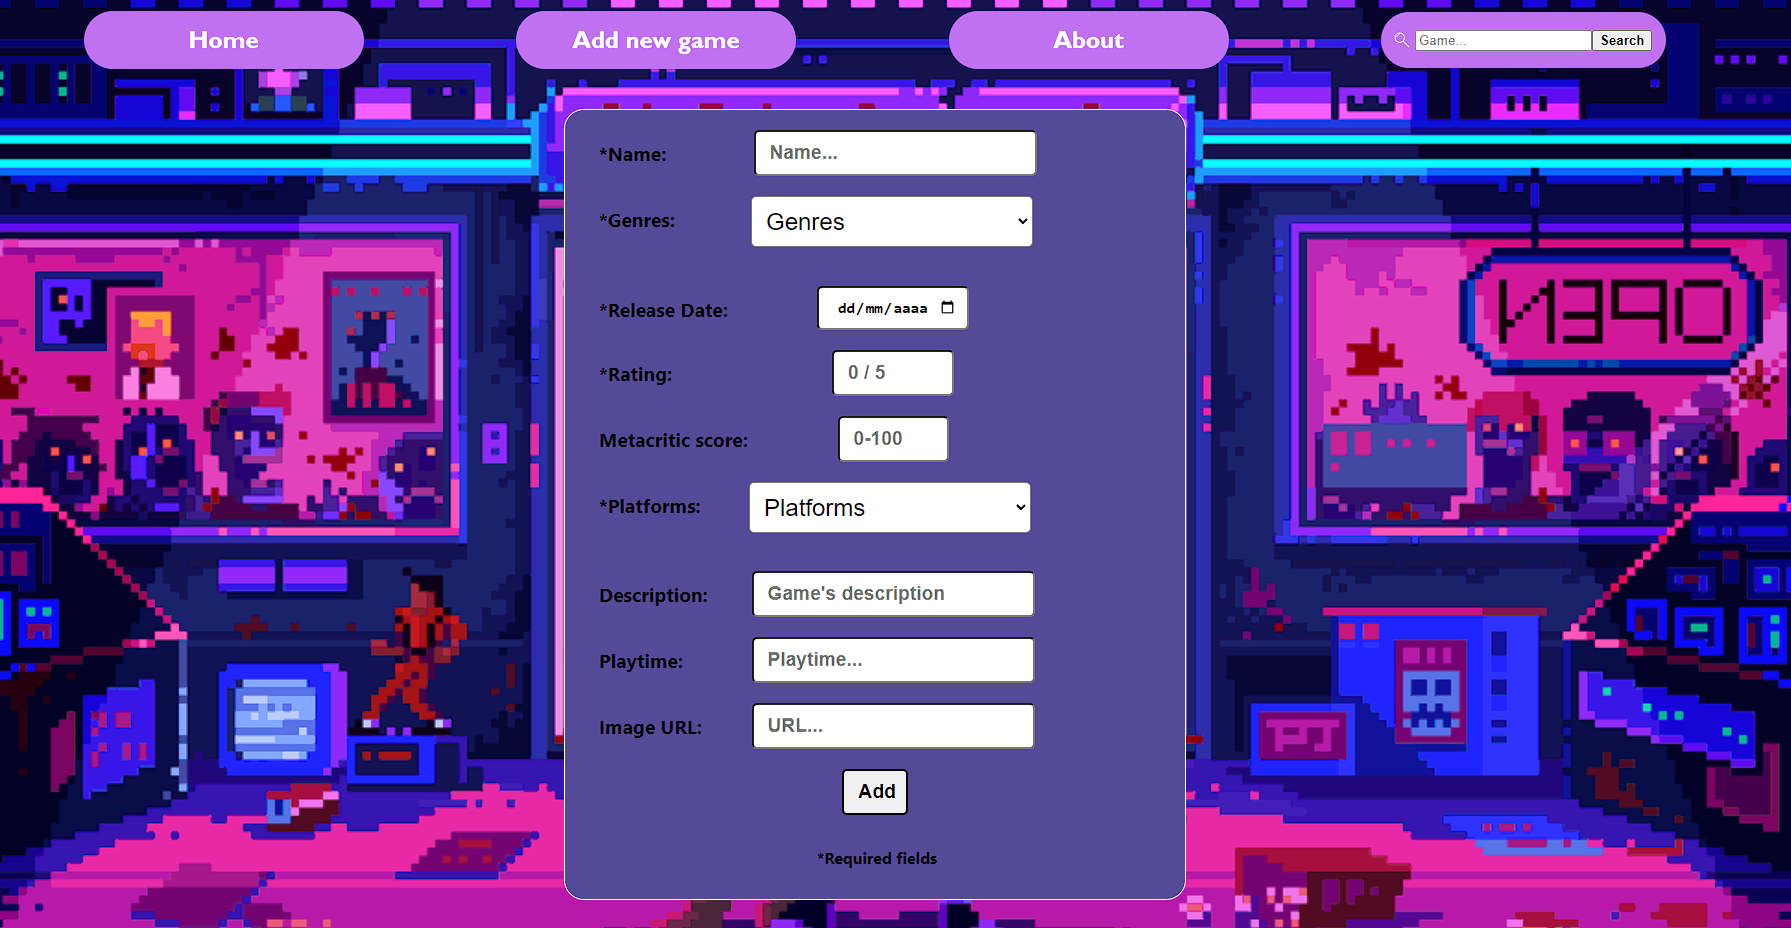 Home
Add new game
About
Game...
Search
*Name:
Name...
*Genres:
Genres
*Release Date:
dd/mm/aaaa
*Rating:
0 / 5
Metacritic score:
0-100
*Platforms:
Platforms
Description:
Game's description
Playtime:
Playtime...
Image URL:
URL...
Add
*Required fields
OPEN